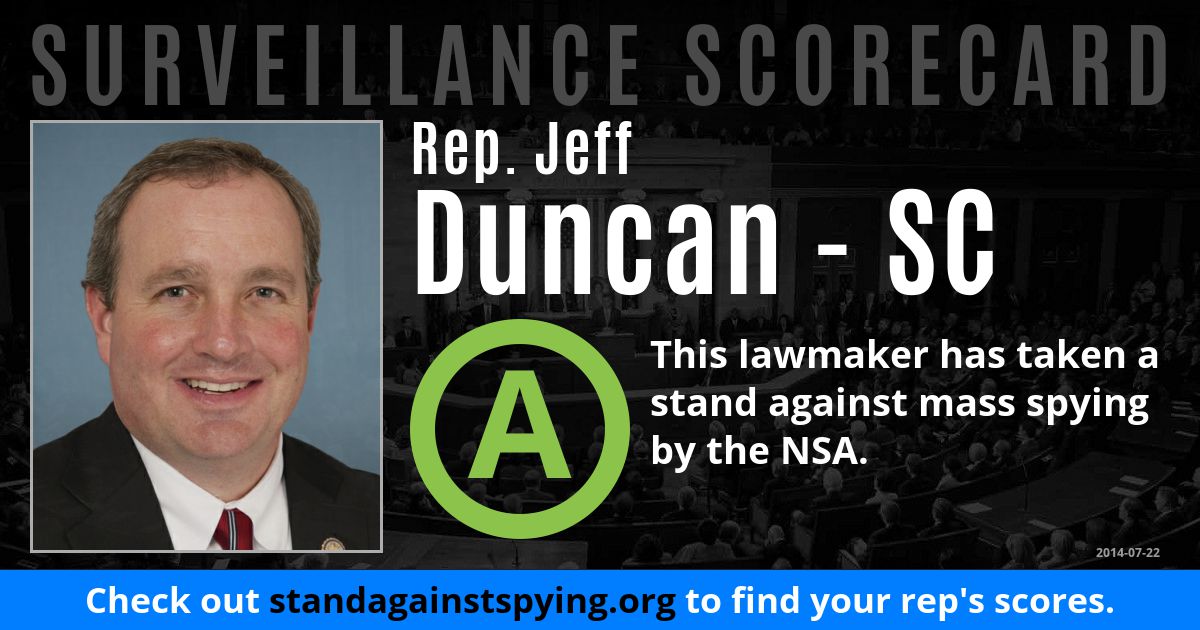 SURVEILLANCE SCORECARD
Rep. Jeff
Duncan - SC
A
This lawmaker has taken a
stand against mass spying
by the NSA.
2014-07-22
Check out standagainstspying.org to find your rep's scores.